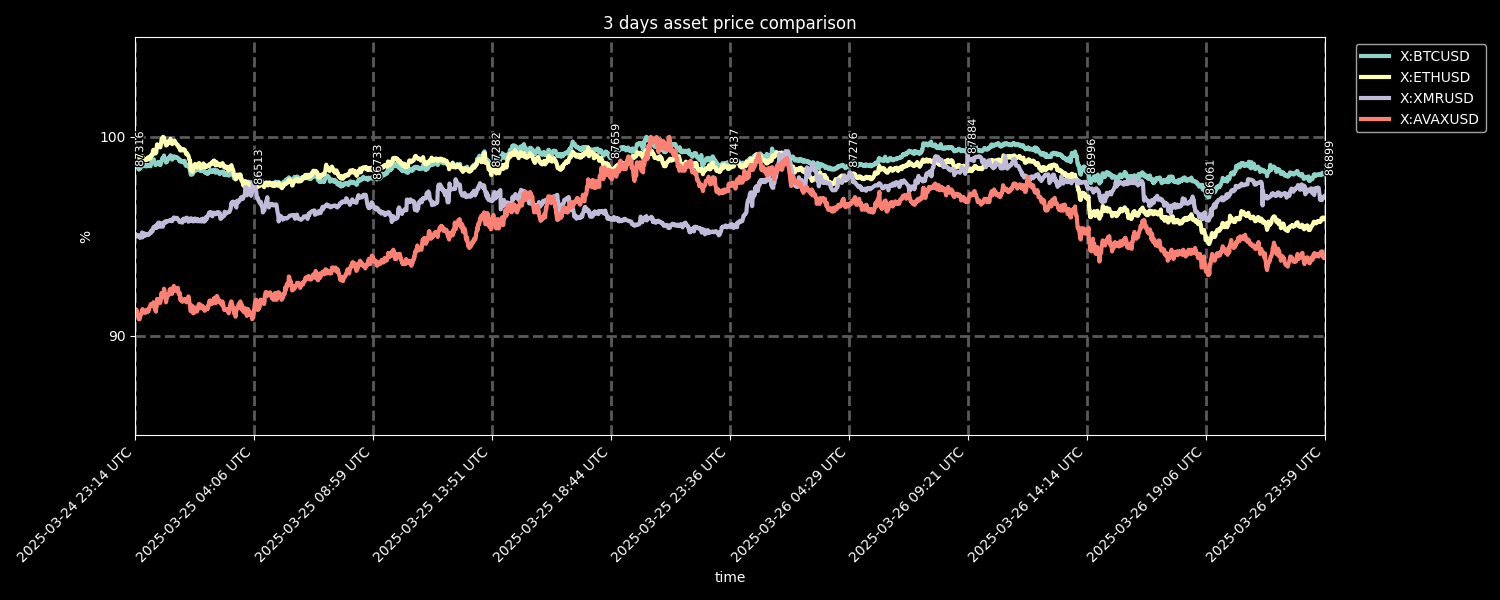 3 days asset price comparison
X:BTCUSD
X:ETHUSD
X:XMRUSD
X:AVAXUSD
100
90
%
87316
86513
86733
87282
87659
87437
87276
87884
86996
86061
86899
2025-03-24 23:14 UTC
2025-03-25 04:06 UTC
2025-03-25 08:59 UTC
2025-03-25 13:51 UTC
2025-03-25 18:44 UTC
2025-03-25 23:36 UTC
2025-03-26 04:29 UTC
2025-03-26 09:21 UTC
2025-03-26 14:14 UTC
2025-03-26 19:06 UTC
2025-03-26 23:59 UTC
time